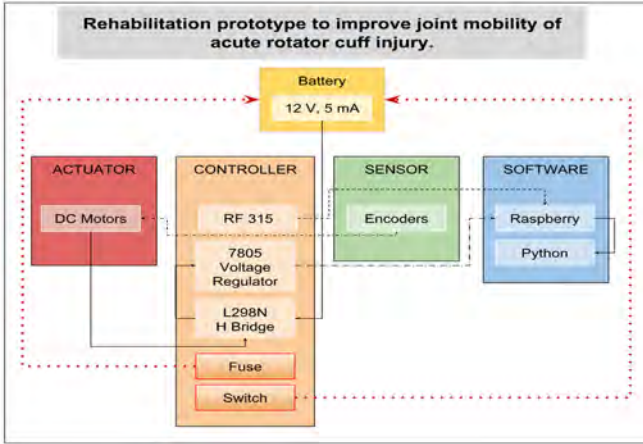 Rehabilitation prototype to improve joint mobility of
acute rotator cuff injury.
Battery
12 V, 5 mA
ACTUATOR
DC Motors
CONTROLLER
RF 315
7805
Voltage
Regulator
L298N
H Bridge
Fuse
Switch
SENSOR
Encoders
SOFTWARE
Raspberry
Python